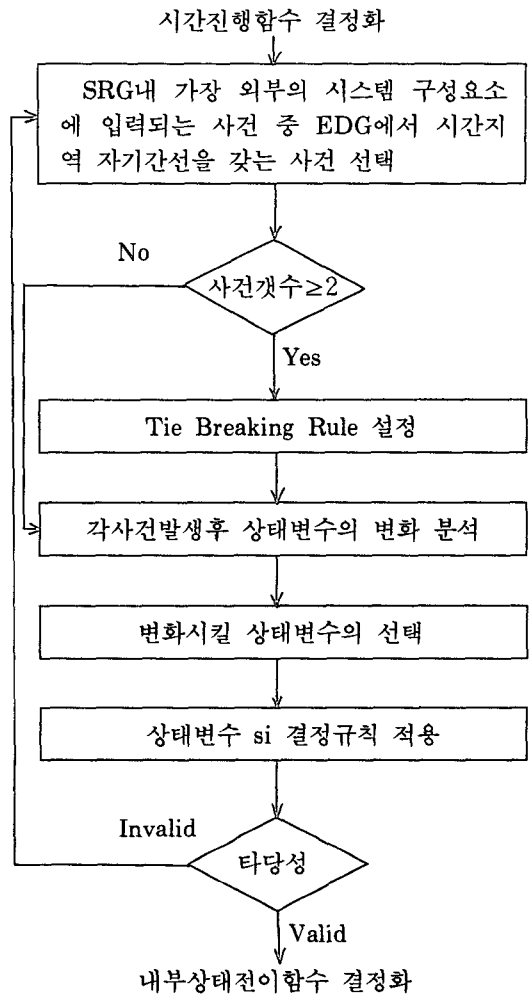 시간진행함수 결정화
SRG내 가장 외부의 시스템 구성요소
에 입력되는 사건 중 EDG에서 시간지
역 자기간선을 갖는 사건 선택
No
사건갯수≥2
Yes
Tie Breaking Rule 설정
각사건발생후 상태변수의 변화 분석
변화시킬 상태변수의 선택
상태변수 si 결정규칙 적용
Invalid
타당성
Valid
내부상태전이함수 결정화